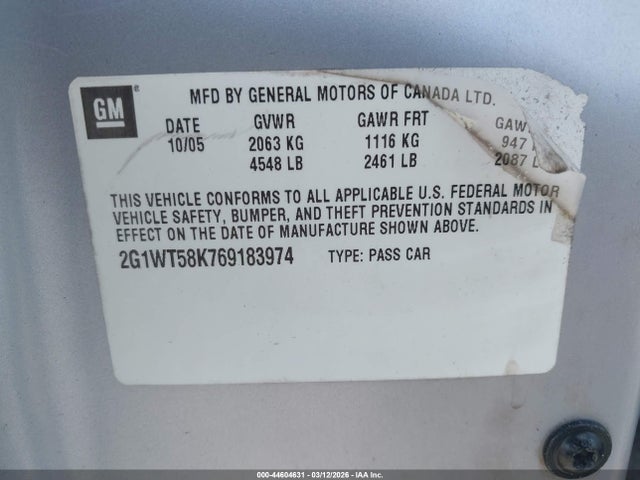 GM ®
MFD BY GENERAL MOTORS OF CANADA LTD.
DATE GVWR GAWR FRT GAW
10/05 2063 KG 1116 KG 947
4548 LB 2461 LB 2087 L
THIS VEHICLE CONFORMS TO ALL APPLICABLE U.S. FEDERAL MOTOR
VEHICLE SAFETY, BUMPER, AND THEFT PREVENTION STANDARDS IN
EFFECT ON THE DATE OF MANUFACTURE SHOWN ABOVE.
2G1WT58K769183974 TYPE: PASS CAR
000-44604631 - 03/12/2026 - IAA Inc.